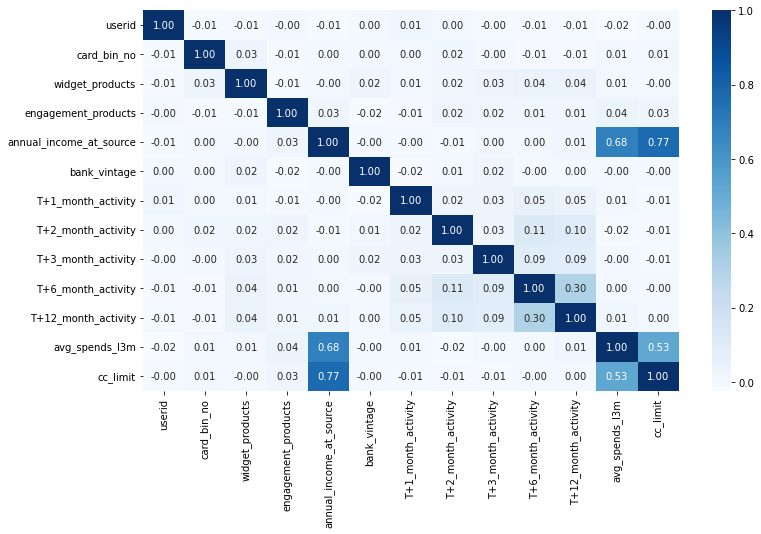 userid 1.00 -0.01 -0.01 -0.00 -0.01 0.00 0.01 0.00 -0.00 -0.01 -0.01 -0.02 -0.00
card_bin_no -0.01 1.00 0.03 -0.01 0.00 0.00 0.00 0.02 -0.00 -0.01 -0.01 0.01 0.01
widget_products -0.01 0.03 1.00 -0.01 -0.00 0.02 0.01 0.02 0.03 0.04 0.04 0.01 -0.00
engagement_products -0.00 -0.01 -0.01 1.00 0.03 -0.02 -0.01 0.02 0.02 0.01 0.01 0.04 0.03
annual_income_at_source -0.01 0.00 -0.00 0.03 1.00 -0.00 -0.00 -0.01 0.00 0.00 0.01 0.68 0.77
bank_vintage 0.00 0.00 0.02 -0.02 -0.00 1.00 -0.02 0.01 0.02 -0.00 0.00 -0.00 -0.00
T+1_month_activity 0.01 0.00 0.01 -0.01 -0.00 -0.02 1.00 0.02 0.03 0.05 0.05 0.01 -0.01
T+2_month_activity 0.00 0.02 0.02 0.02 -0.01 0.01 0.02 1.00 0.03 0.11 0.10 -0.02 -0.01
T+3_month_activity -0.00 -0.00 0.03 0.02 0.00 0.02 0.03 0.03 1.00 0.09 0.09 -0.00 -0.01
T+6_month_activity -0.01 -0.01 0.04 0.01 0.00 -0.00 0.05 0.11 0.09 1.00 0.30 0.00 -0.00
T+12_month_activity -0.01 -0.01 0.04 0.01 0.01 0.00 0.05 0.10 0.09 0.30 1.00 0.01 0.00
avg_spends_l3m -0.02 0.01 0.01 0.04 0.68 -0.00 0.01 -0.02 -0.00 0.00 0.01 1.00 0.53
cc_limit -0.00 0.01 -0.00 0.03 0.77 -0.00 -0.01 -0.01 -0.01 -0.00 0.00 0.53 1.00
userid
card_bin_no
widget_products
engagement_products
annual_income_at_source
bank_vintage
T+1_month_activity
T+2_month_activity
T+3_month_activity
T+6_month_activity
T+12_month_activity
avg_spends_l3m
cc_limit
1.0
0.8
0.6
0.4
0.2
0.0